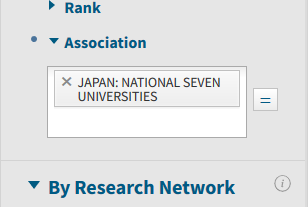 Rank
Association
JAPAN: NATIONAL SEVEN
UNIVERSITIES
=
By Research Network
i